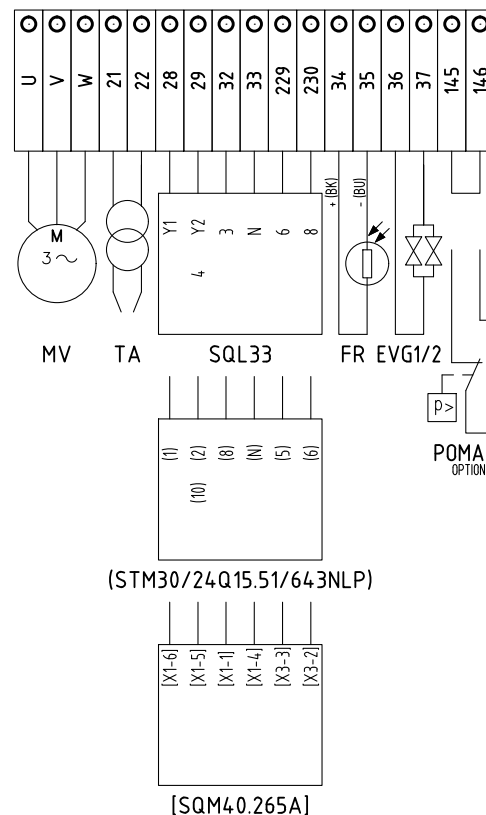 U V W 21 22 28 29 32 33 229 230 34 35 36 37 145 146
+ (BK) - (BU)
Y1 Y2 3 N 6 8
4
M
3~
MV TA SQL33 FR EVG1/2
p>
POMA
OPTION
(1) (2) (8) (N) (5) (6)
(10)
(STM30/24Q15.51/643NLP)
[X1-6] [X1-5] [X1-1] [X1-4] [X3-3] [X3-2]
[SQM40.265A]